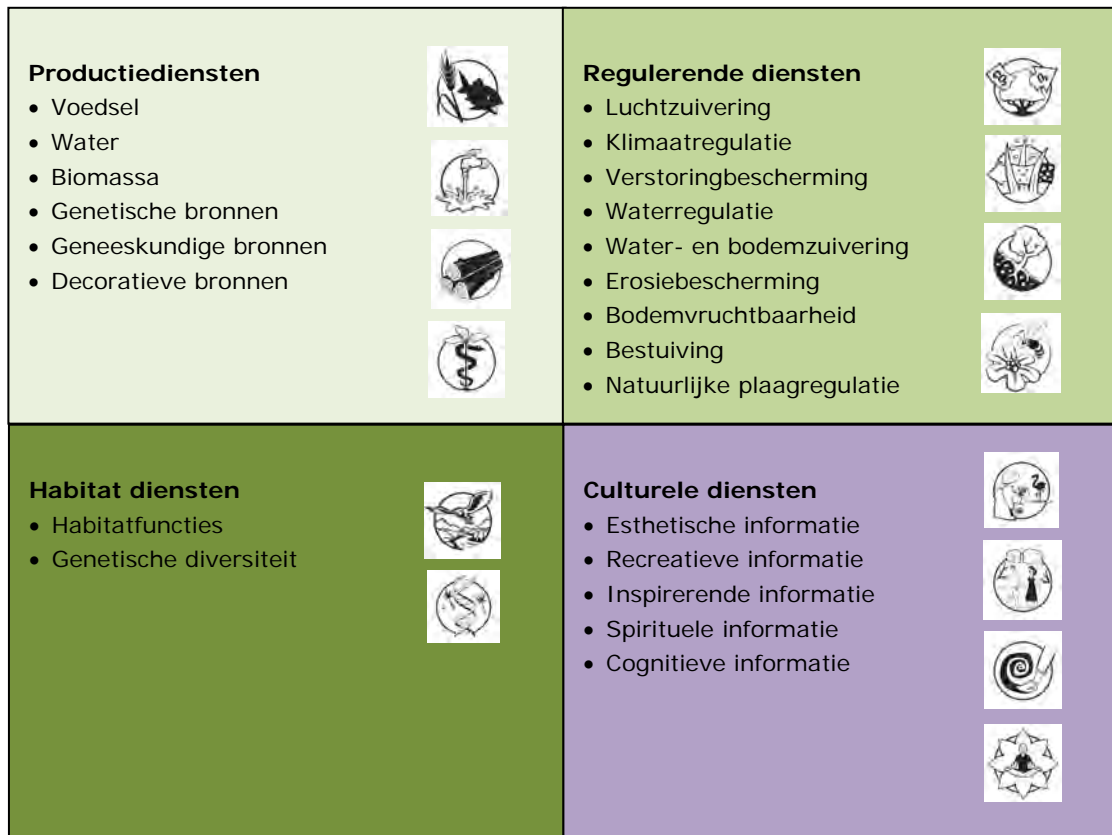 Productiediensten
• Voedsel
• Water
• Biomassa
• Genetische bronnen
• Geneeskundige bronnen
• Decoratieve bronnen
Regulerende diensten
• Luchtzuivering
• Klimaatregulatie
• Verstoringbescherming
• Waterregulatie
• Water- en bodemzuivering
• Erosiebescherming
• Bodemvruchtbaarheid
• Bestuiving
• Natuurlijke plaagregulatie
Habitat diensten
• Habitatfuncties
• Genetische diversiteit
Culturele diensten
• Esthetische informatie
• Recreatieve informatie
• Inspirerende informatie
• Spirituele informatie
• Cognitieve informatie